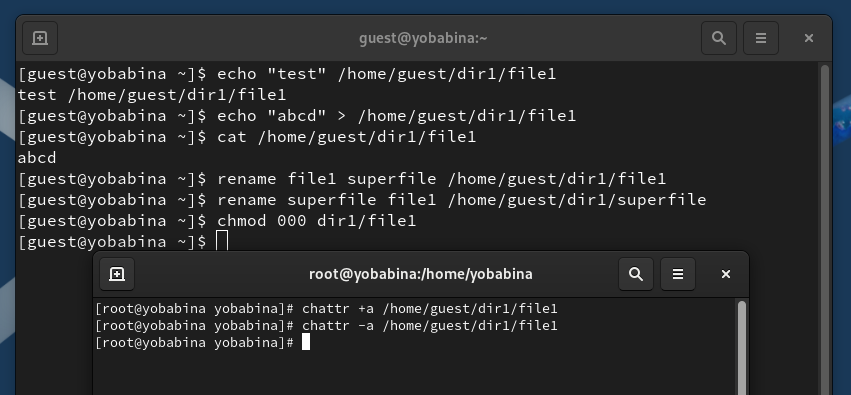 guest@yobabina:~
[guest@yobabina ~]$ echo "test" /home/guest/dir1/file1
test /home/guest/dir1/file1
[guest@yobabina ~]$ echo "abcd" > /home/guest/dir1/file1
[guest@yobabina ~]$ cat /home/guest/dir1/file1
abcd
[guest@yobabina ~]$ rename file1 superfile /home/guest/dir1/file1
[guest@yobabina ~]$ rename superfile file1 /home/guest/dir1/superfile
[guest@yobabina ~]$ chmod 000 dir1/file1
[guest@yobabina ~]$
root@yobabina:/home/yobabina
[root@yobabina yobabina]# chattr +a /home/guest/dir1/file1
[root@yobabina yobabina]# chattr -a /home/guest/dir1/file1
[root@yobabina yobabina]#